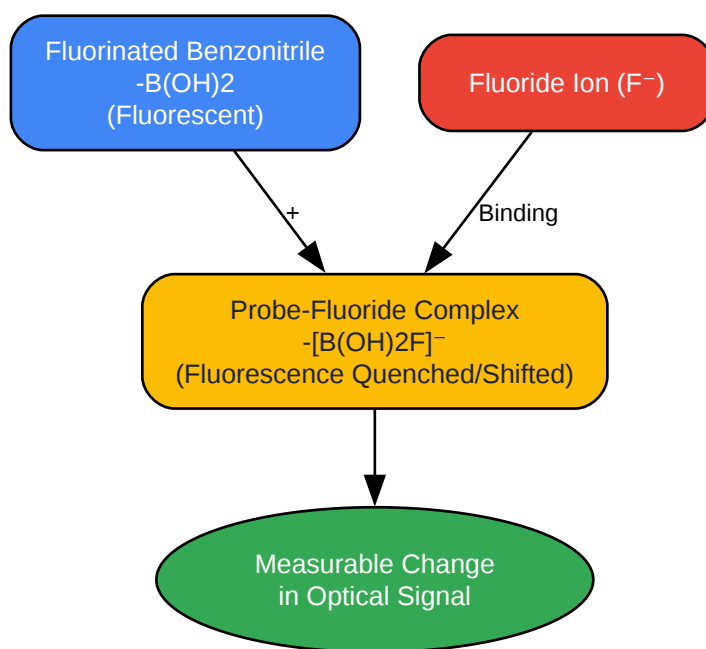 Fluorinated Benzonitrile
-B(OH)2
(Fluorescent)
Fluoride Ion (F⁻)
+
Binding
Probe-Fluoride Complex
-[B(OH)2F]⁻
(Fluorescence Quenched/Shifted)
Measurable Change
in Optical Signal